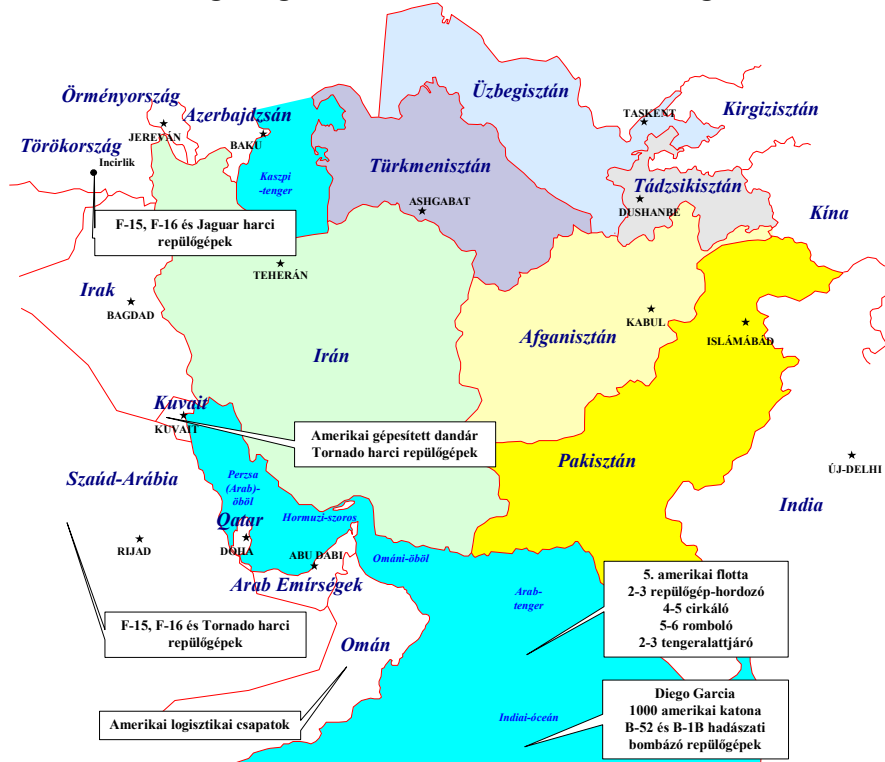 Örményország
Azerbajdzsán
Üzbegisztán
TASKENT
Kirgizisztán
JEREVÁN
BAKU
Törökország
Incirlik
Kaszpi
-tenger
Türkmenisztán
ASHGABAT
Tádzsikisztán
DUSHANBE
Kína
F-15, F-16 és Jaguar harci
repülőgépek
TEHERÁN
Irak
BAGDAD
Irán
Afganisztán
KABUL
ISLÁMÁBÁD
Kuvait
KUVAIT
Amerikai gépesített dandár
Tornado harci repülőgépek
Pakisztán
ÚJ-DELHI
India
Szaúd-Arábia
RIJAD
Perzsa
(Arab)-
öböl
Qatar
DOHA
Hormuzi-szoros
ABU DABI
Arab Emírségek
Ománi-öböl
Arab-
tenger
5. amerikai flotta
2-3 repülőgép-hordozó
4-5 cirkáló
5-6 romboló
2-3 tengeralattjáró
F-15, F-16 és Tornado harci
repülőgépek
Omán
Amerikai logisztikai csapatok
Indiai-óceán
Diego Garcia
1000 amerikai katona
B-52 és B-1B hadászati
bombázó repülőgépek